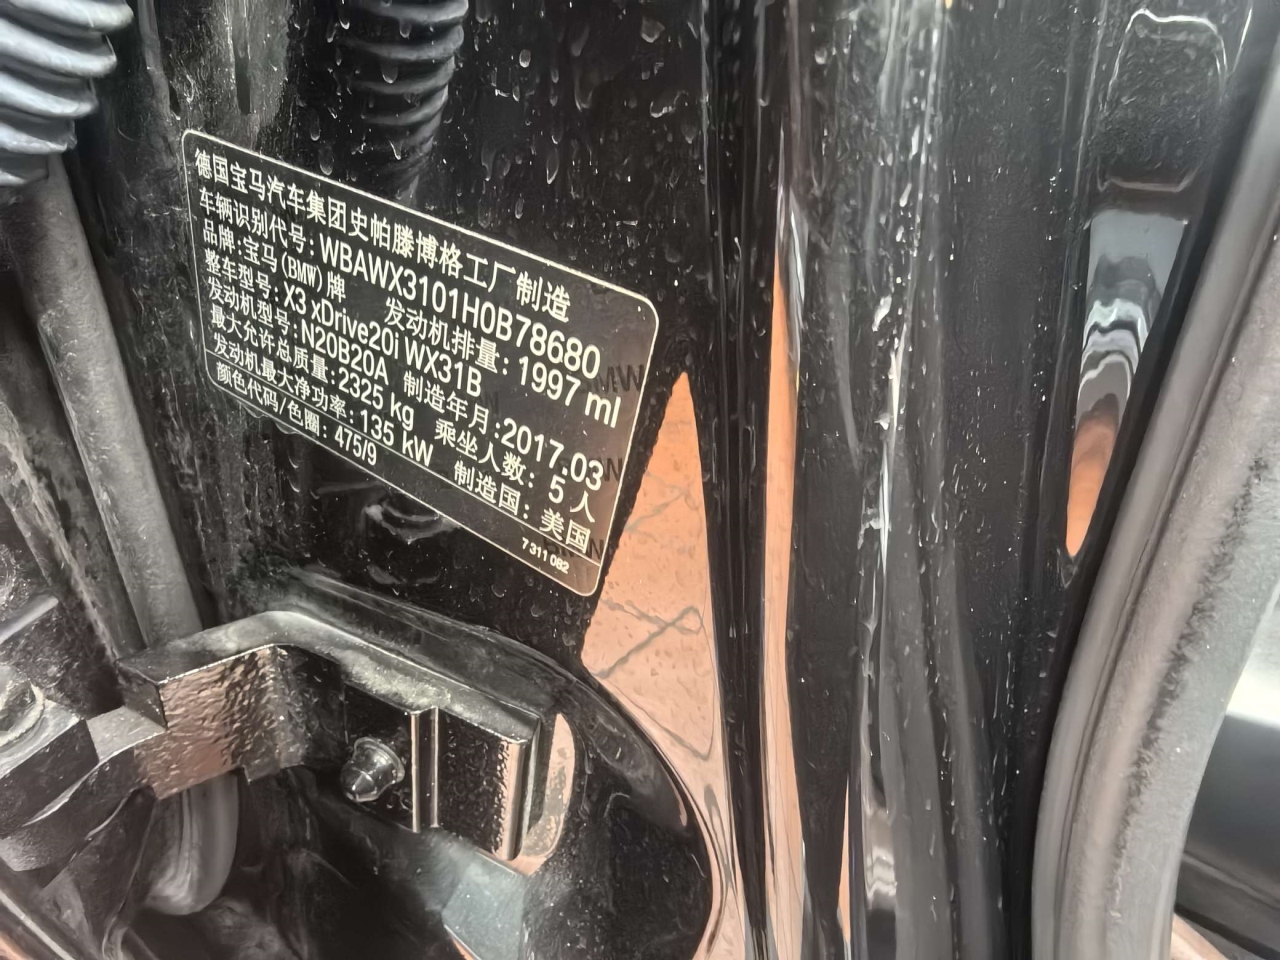 德国宝马汽车集团史帕滕博格工厂制造
车辆识别代号：WBAWX3101H0B78680
品牌：宝马(BMW)牌 发动机排量：1997 ml
整车型号：X3 xDrive20i WX31B
发动机型号：N20B20A 制造年月：2017.03
最大允许总质量：2325 kg 乘坐人数：5 人
发动机最大净功率：135 kW 制造国：美国
颜色代码/色圈：475/9
7 311 082